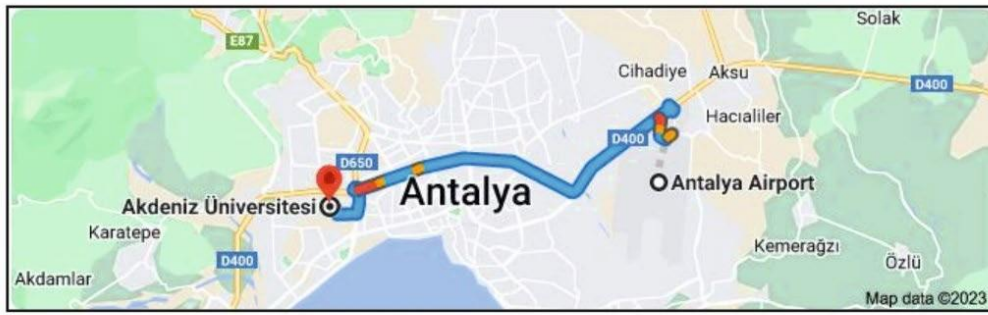 Solak
E87
Cihadiye
Aksu
D400
Hacıaliler
D400
D650
Antalya
Antalya Airport
Akdeniz Üniversitesi
Karatepe
Kemerağzı
D400
Özlü
Akdamlar
Map data ©2023